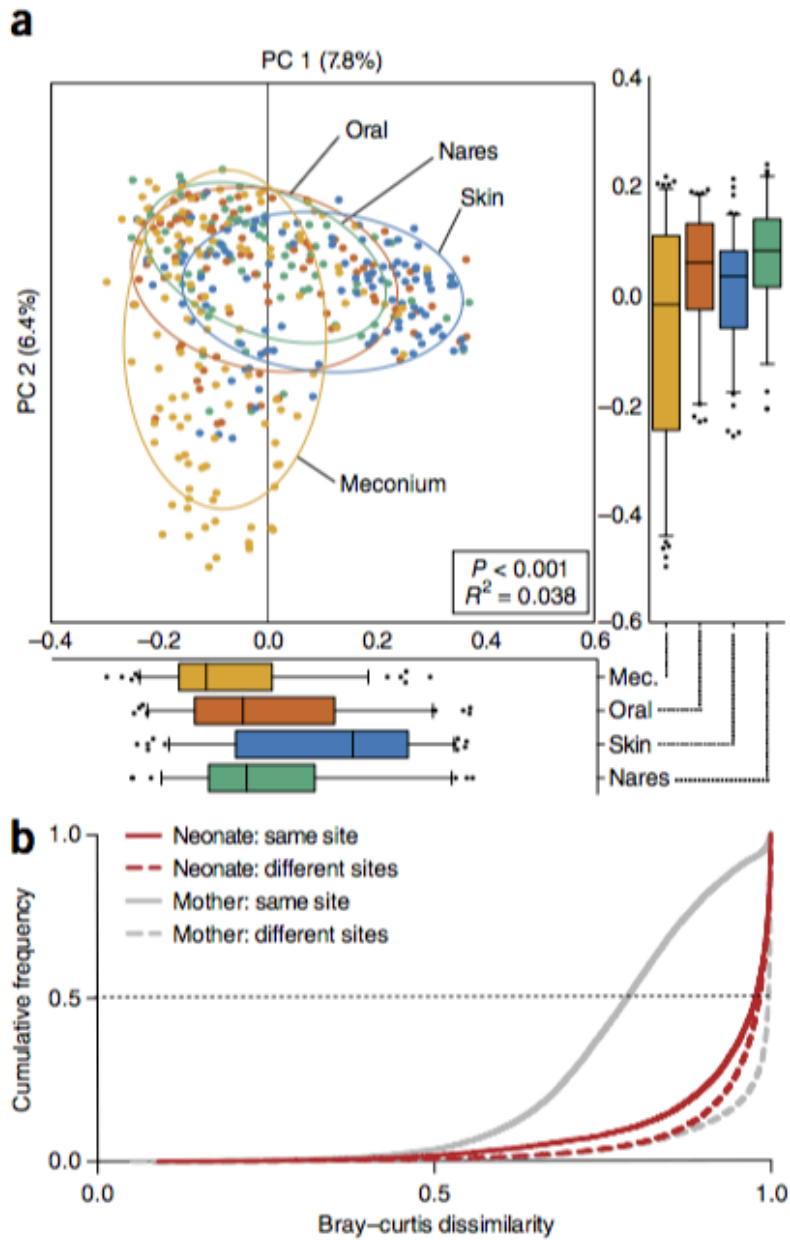 a
PC 1 (7.8%)
Oral
Nares
Skin
Meconium
PC 2 (6.4%)
P < 0.001
R² = 0.038
−0.4 −0.2 0.0 0.2 0.4 0.6
0.4
0.2
0.0
−0.2
−0.4
−0.6
Mec.
Oral
Skin
Nares
b
Neonate: same site
Neonate: different sites
Mother: same site
Mother: different sites
Cumulative frequency
1.0
0.5
0.0
0.0 0.5 1.0
Bray–curtis dissimilarity